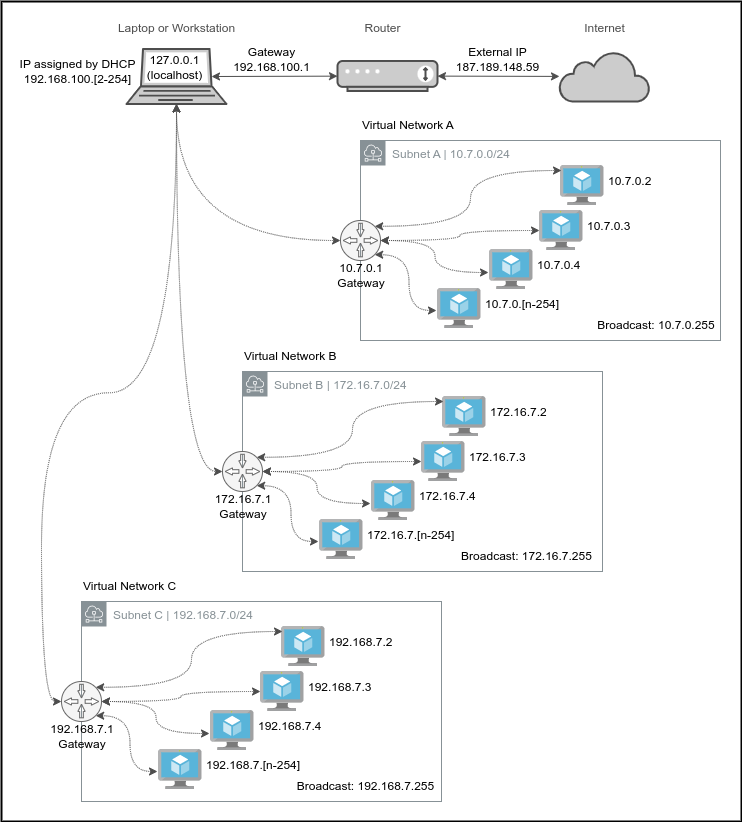 Laptop or Workstation
Router
Internet
IP assigned by DHCP
192.168.100.[2-254]
127.0.0.1
(localhost)
Gateway
192.168.100.1
External IP
187.189.148.59
Virtual Network A
Subnet A | 10.7.0.0/24
10.7.0.2
10.7.0.3
10.7.0.4
10.7.0.[n-254]
10.7.0.1
Gateway
Broadcast: 10.7.0.255
Virtual Network B
Subnet B | 172.16.7.0/24
172.16.7.2
172.16.7.3
172.16.7.4
172.16.7.[n-254]
172.16.7.1
Gateway
Broadcast: 172.16.7.255
Virtual Network C
Subnet C | 192.168.7.0/24
192.168.7.2
192.168.7.3
192.168.7.4
192.168.7.[n-254]
192.168.7.1
Gateway
Broadcast: 192.168.7.255